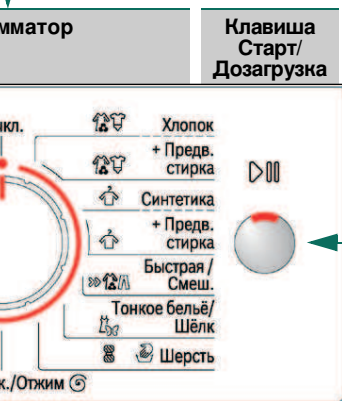 мматор
Клавиша
Старт/
Дозагрузка
кл.
Хлопок
+ Предв.
стирка
Синтетика
+ Предв.
стирка
Быстрая /
Смеш.
Тонкое бельё/
Шёлк
Шерсть
к./Отжим